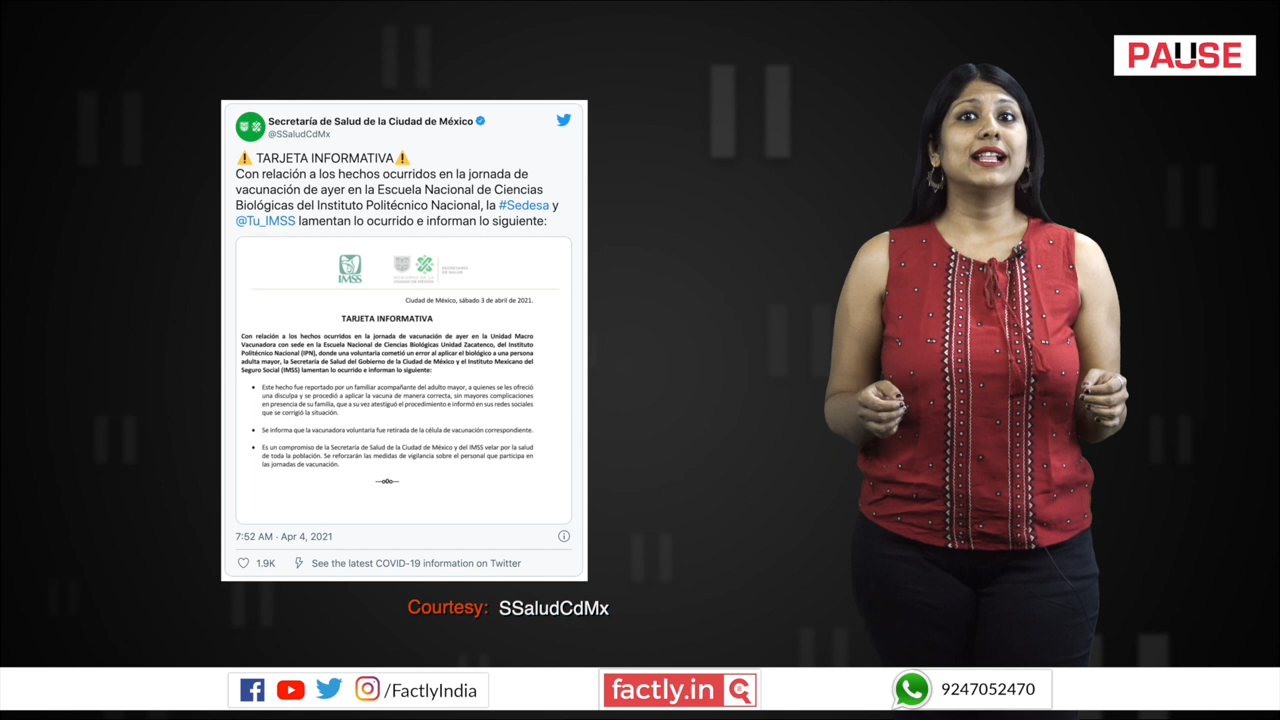 PAUSE
Secretaría de Salud de la Ciudad de México
@SSaludCdMx
⚠️ TARJETA INFORMATIVA⚠️
Con relación a los hechos ocurridos en la jornada de
vacunación de ayer en la Escuela Nacional de Ciencias
Biológicas del Instituto Politécnico Nacional, la #Sedesa y
@Tu_IMSS lamentan lo ocurrido e informan lo siguiente:
IMSS
GOBIERNO DE LA
CIUDAD DE MÉXICO
SECRETARÍA
DE SALUD
Ciudad de México, sábado 3 de abril de 2021.
TARJETA INFORMATIVA
Con relación a los hechos ocurridos en la jornada de vacunación de ayer en la Unidad Macro
Vacunadora con sede en la Escuela Nacional de Ciencias Biológicas Unidad Zacatenco, del Instituto
Politécnico Nacional (IPN), donde una voluntaria cometió un error al aplicar el biológico a una persona
adulta mayor, la Secretaría de Salud del Gobierno de la Ciudad de México y el Instituto Mexicano del
Seguro Social (IMSS) lamentan lo ocurrido e informan lo siguiente:
• Este hecho fue reportado por un familiar acompañante del adulto mayor, a quienes se les ofreció
una disculpa y se procedió a aplicar la vacuna de manera correcta, sin mayores complicaciones
en presencia de su familia, que a su vez atestiguó el procedimiento e informó en sus redes sociales
que se corrigió la situación.
• Se informa que la vacunadora voluntaria fue retirada de la célula de vacunación correspondiente.
• Es un compromiso de la Secretaría de Salud de la Ciudad de México y del IMSS velar por la salud
de toda la población. Se reforzarán las medidas de vigilancia sobre el personal que participa en
las jornadas de vacunación.
—o0o—
7:52 AM · Apr 4, 2021
1.9K See the latest COVID-19 information on Twitter
Courtesy: SSaludCdMx
/FactlyIndia
factly.in
9247052470